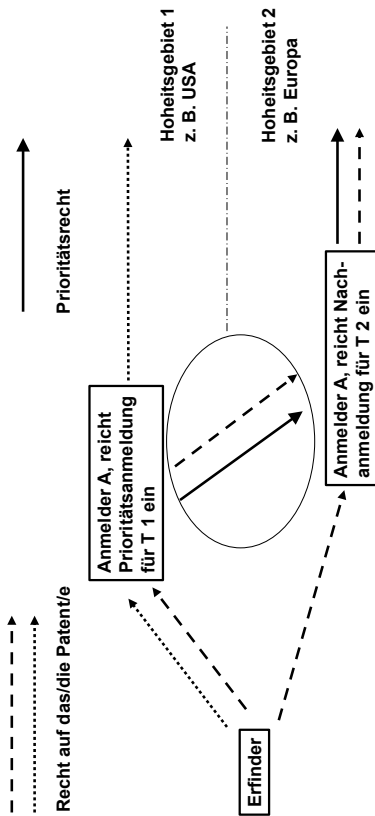 Recht auf das/die Patent/e
Prioritätsrecht
Anmelder A, reicht
Prioritätsanmeldung
für T 1 ein
Hoheitsgebiet 1
z. B. USA
Hoheitsgebiet 2
z. B. Europa
Erfinder
Anmelder A, reicht Nach-
anmeldung für T 2 ein